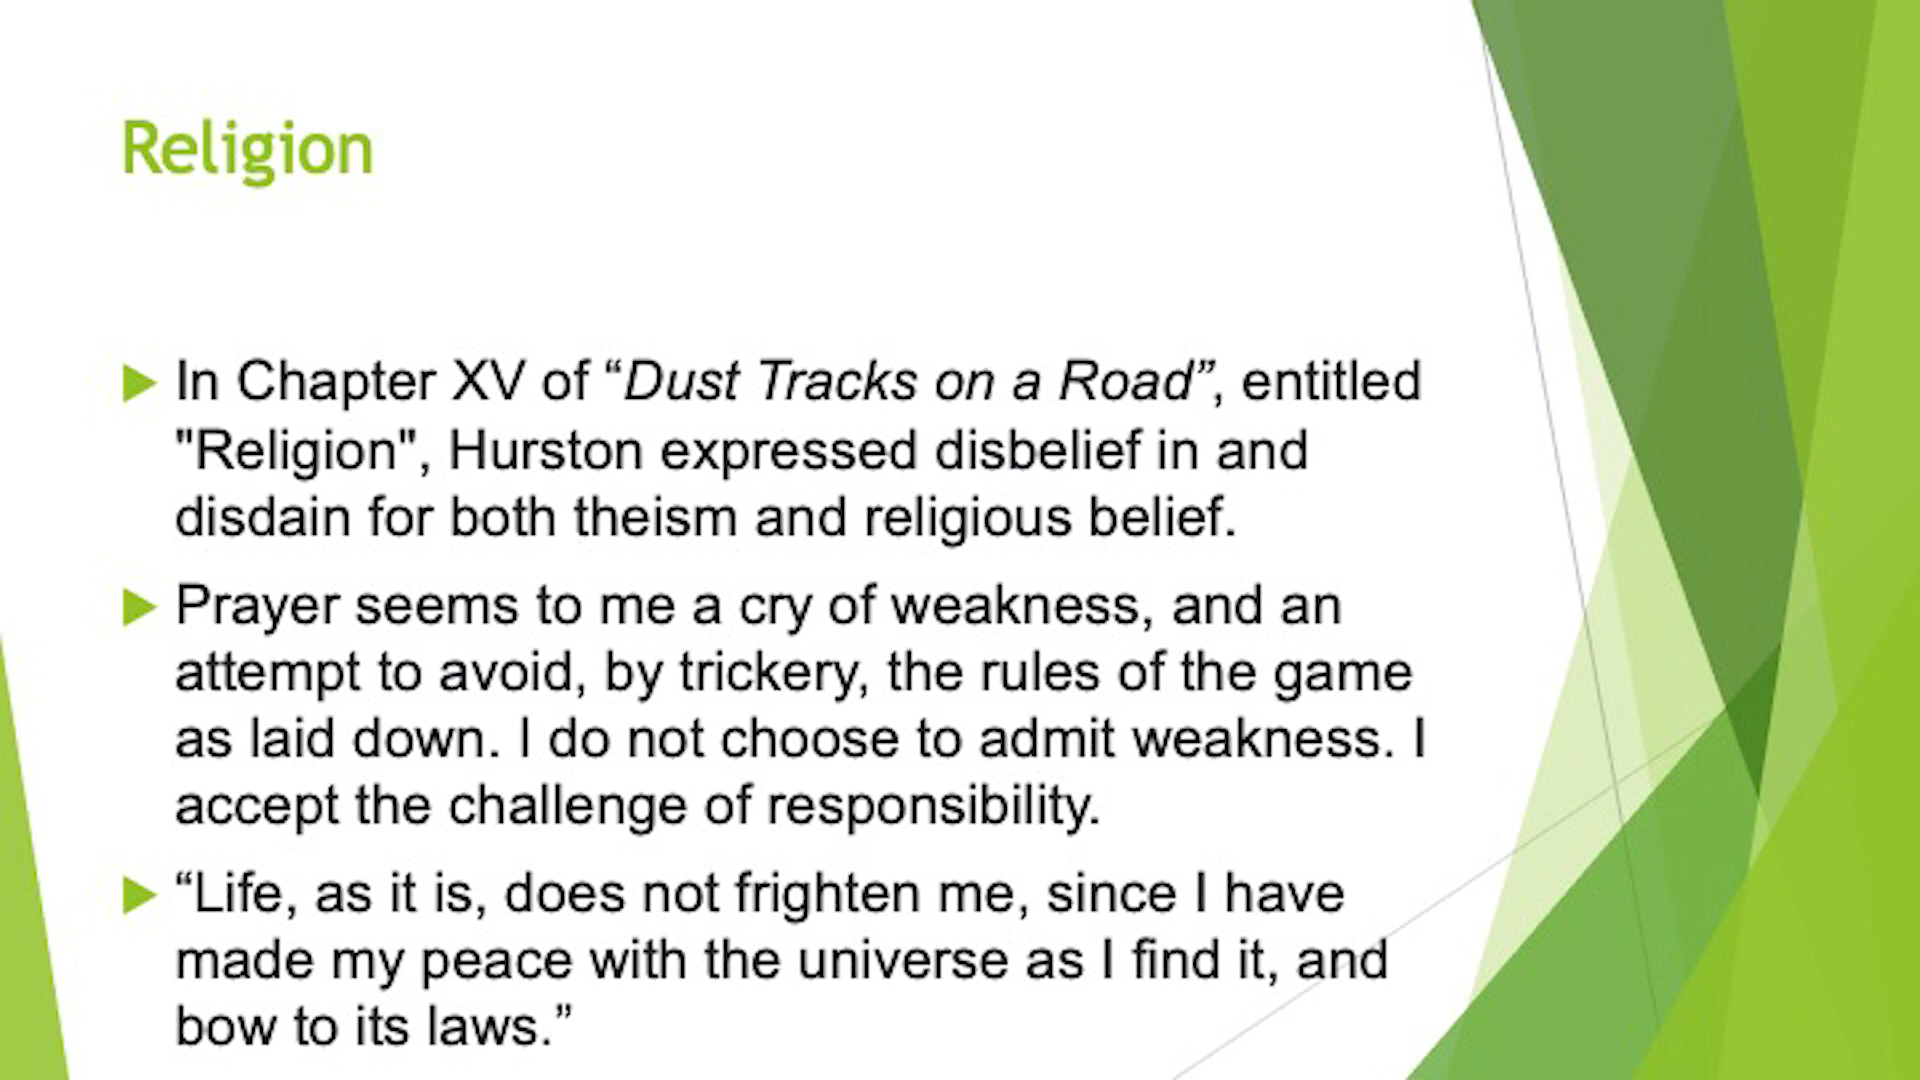 Religion
In Chapter XV of “Dust Tracks on a Road”, entitled
"Religion", Hurston expressed disbelief in and
disdain for both theism and religious belief.
Prayer seems to me a cry of weakness, and an
attempt to avoid, by trickery, the rules of the game
as laid down. I do not choose to admit weakness. I
accept the challenge of responsibility.
“Life, as it is, does not frighten me, since I have
made my peace with the universe as I find it, and
bow to its laws.”